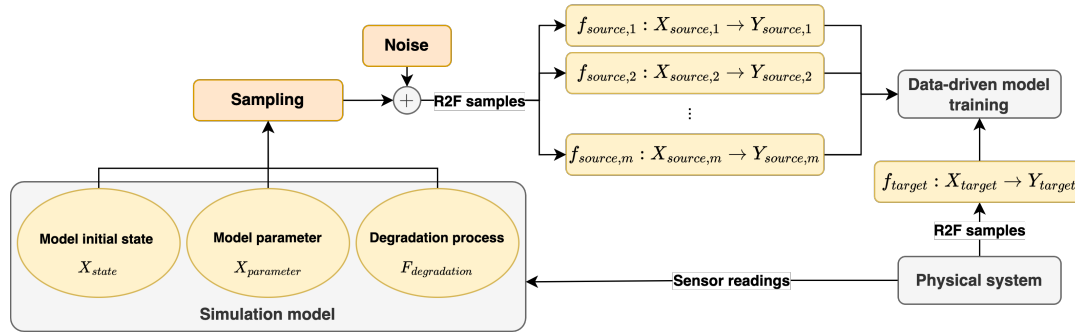 Noise
Sampling
+
R2F samples
f_{source,1} : X_{source,1} → Y_{source,1}
f_{source,2} : X_{source,2} → Y_{source,2}
⋮
f_{source,m} : X_{source,m} → Y_{source,m}
Data-driven model
training
f_{target} : X_{target} → Y_{target}
R2F samples
Physical system
Sensor readings
Model initial state
X_{state}
Model parameter
X_{parameter}
Degradation process
F_{degradation}
Simulation model